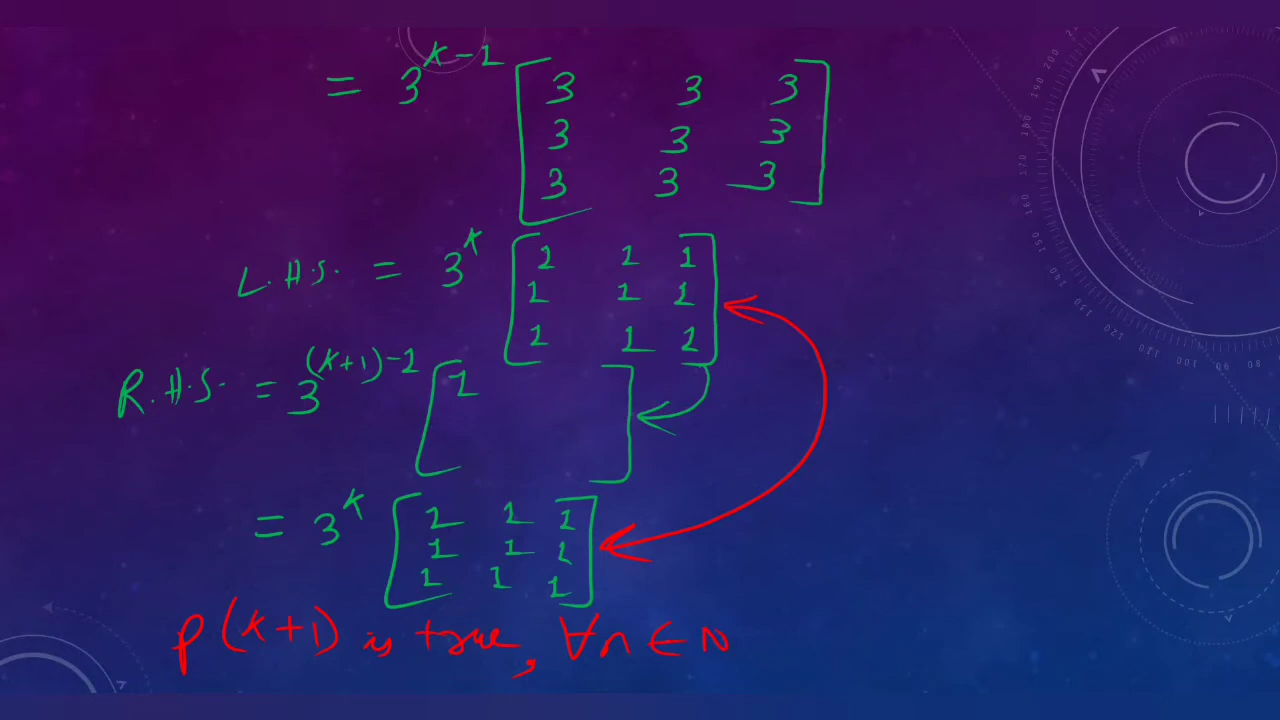 = 3^(K-1) [ 3 3 3
3 3 3
3 3 3 ]
L.H.S. = 3^K [ 1 1 1
1 1 1
1 1 1 ]
R.H.S. = 3^((K+1)-1) [ 1 ]
= 3^K [ 1 1 1
1 1 1
1 1 1 ]
P(K+1) is true, ∀n∈N